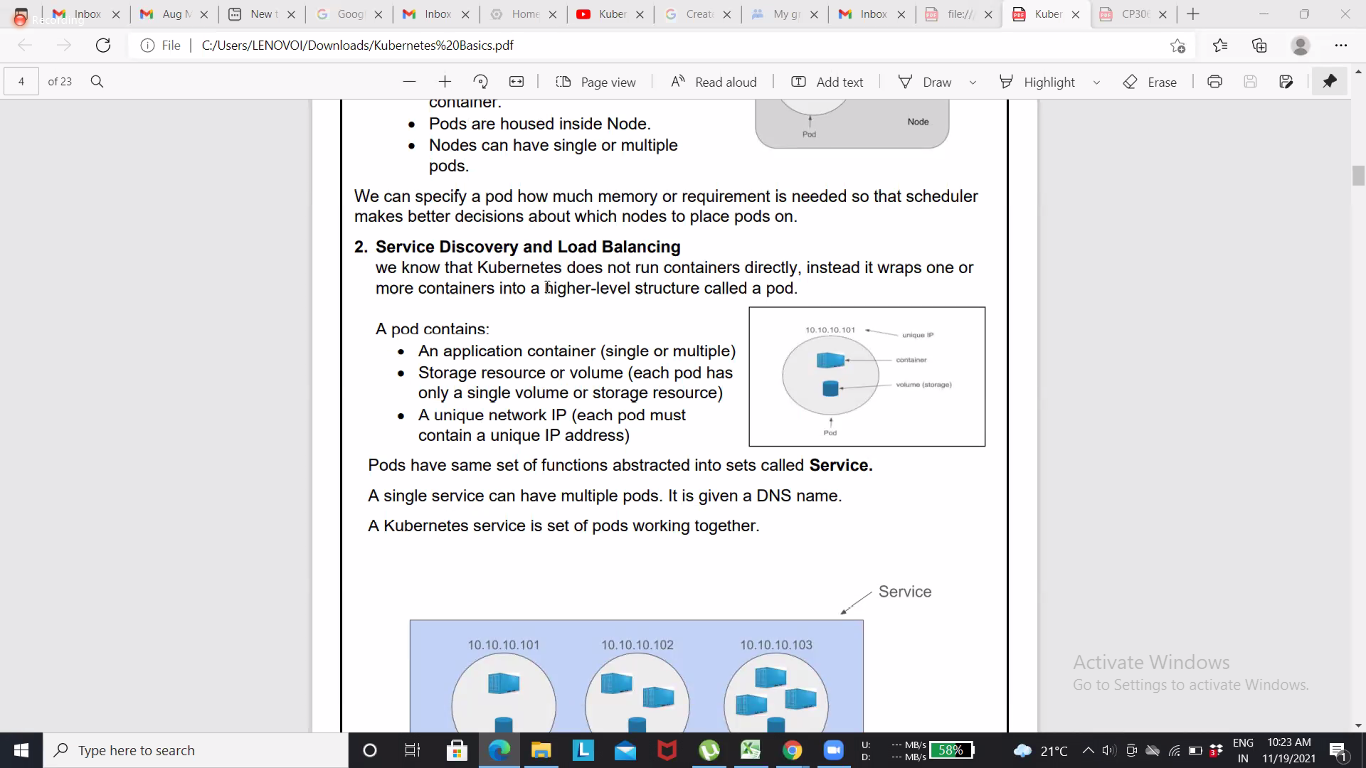 Inbox
Aug M
New t
Googl
Inbox
Home
Kuber
Create
My gr
Inbox
file://
Kuber
CP306
File
C:/Users/LENOVOI/Downloads/Kubernetes%20Basics.pdf
4 of 23
Page view
Read aloud
Add text
Draw
Highlight
Erase
container.
• Pods are housed inside Node.
• Nodes can have single or multiple
pods.
Pod
Node
We can specify a pod how much memory or requirement is needed so that scheduler
makes better decisions about which nodes to place pods on.
2. Service Discovery and Load Balancing
we know that Kubernetes does not run containers directly, instead it wraps one or
more containers into a higher-level structure called a pod.
A pod contains:
• An application container (single or multiple)
• Storage resource or volume (each pod has
only a single volume or storage resource)
• A unique network IP (each pod must
contain a unique IP address)
10.10.10.101
unique IP
container
volume (storage)
Pod
Pods have same set of functions abstracted into sets called Service.
A single service can have multiple pods. It is given a DNS name.
A Kubernetes service is set of pods working together.
Service
10.10.10.101 10.10.10.102 10.10.10.103
Activate Windows
Go to Settings to activate Windows.
Type here to search
U: --- MB/s
D: --- MB/s
58%
21°C
ENG
IN
10:23 AM
11/19/2021